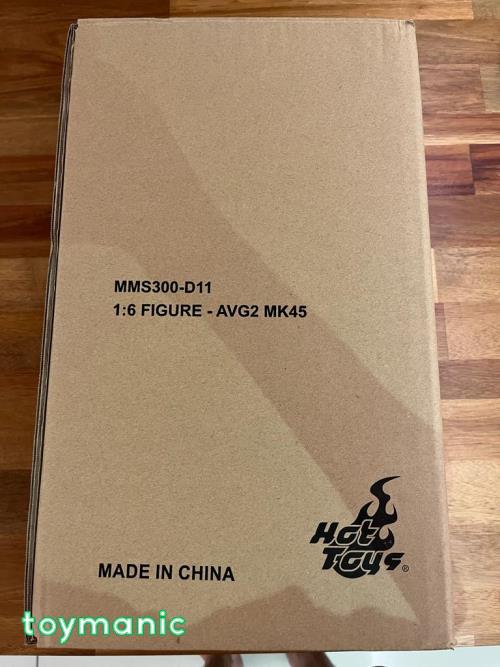 MMS300-D11
1:6 FIGURE - AVG2 MK45
Hot
Toys®
MADE IN CHINA
toymanic